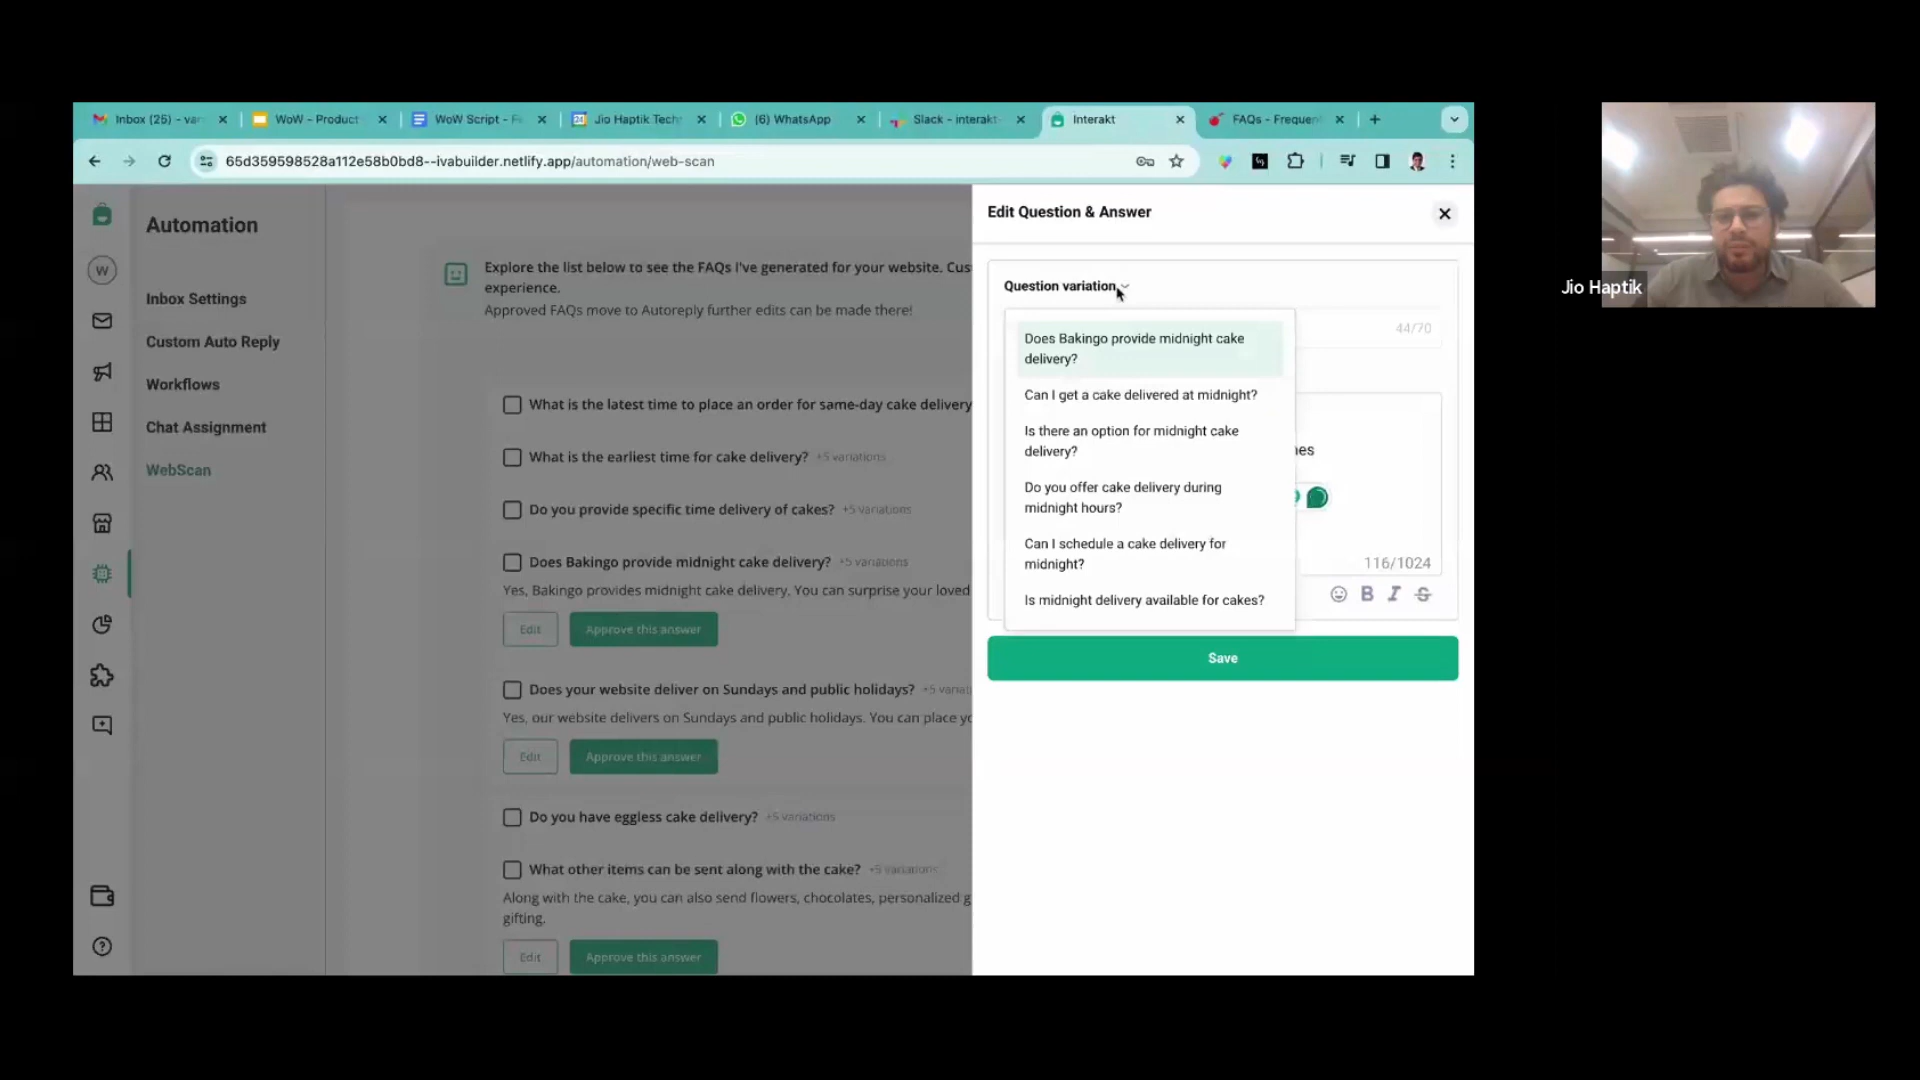 Inbox (25) - var
WoW - Product
WoW Script - Fe
Jio Haptik Tech
(6) WhatsApp
Slack - interakt-
Interakt
FAQs - Frequen
65d359598528a112e58b0bd8--ivabuilder.netlify.app/automation/web-scan
W
Automation
Inbox Settings
Custom Auto Reply
Workflows
Chat Assignment
WebScan
Explore the list below to see the FAQs I've generated for your website. Cus
experience.
Approved FAQs move to Autoreply further edits can be made there!
What is the latest time to place an order for same-day cake delivery
What is the earliest time for cake delivery? +5 variations
Do you provide specific time delivery of cakes? +5 variations
Does Bakingo provide midnight cake delivery? +5 variations
Yes, Bakingo provides midnight cake delivery. You can surprise your loved
Edit
Approve this answer
Does your website deliver on Sundays and public holidays? +5 variati
Yes, our website delivers on Sundays and public holidays. You can place yo
Edit
Approve this answer
Do you have eggless cake delivery? +5 variations
What other items can be sent along with the cake? +5 variations
Along with the cake, you can also send flowers, chocolates, personalized g
gifting.
Edit
Approve this answer
Edit Question & Answer
Question variation
44/70
Does Bakingo provide midnight cake
delivery?
Can I get a cake delivered at midnight?
Is there an option for midnight cake
delivery?
Do you offer cake delivery during
midnight hours?
Can I schedule a cake delivery for
midnight?
Is midnight delivery available for cakes?
nes
116/1024
B I S
Save
Jio Haptik